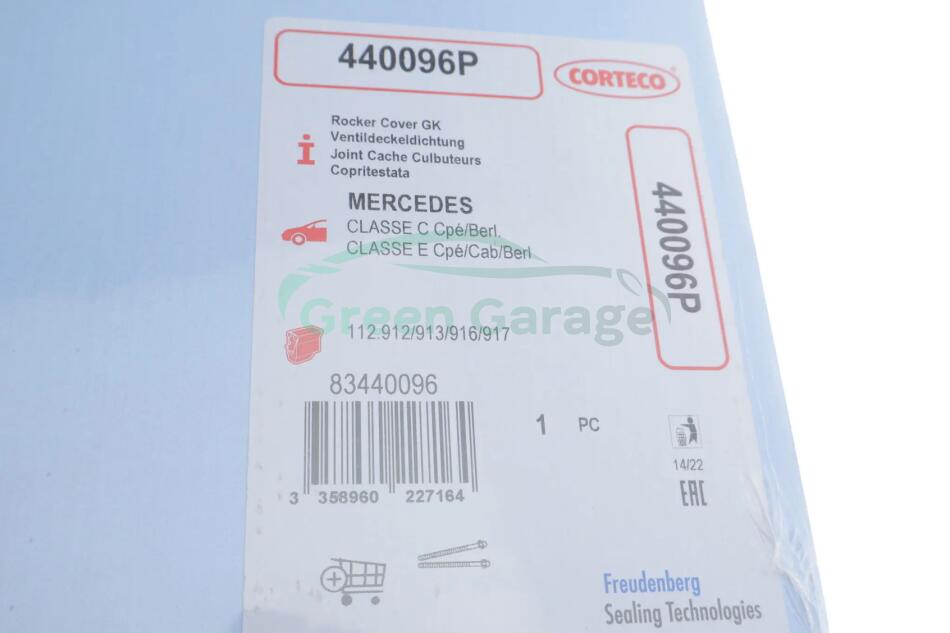 440096P
CORTECO
Rocker Cover GK
Ventildeckeldichtung
Joint Cache Culbuteurs
Copritestata
440096P
MERCEDES
CLASSE C Cpé/Berl.
CLASSE E Cpé/Cab/Berl
Green Garage
112.912/913/916/917
83440096
1 PC
3 358960 227164
14/22
EAC
Freudenberg
Sealing Technologies